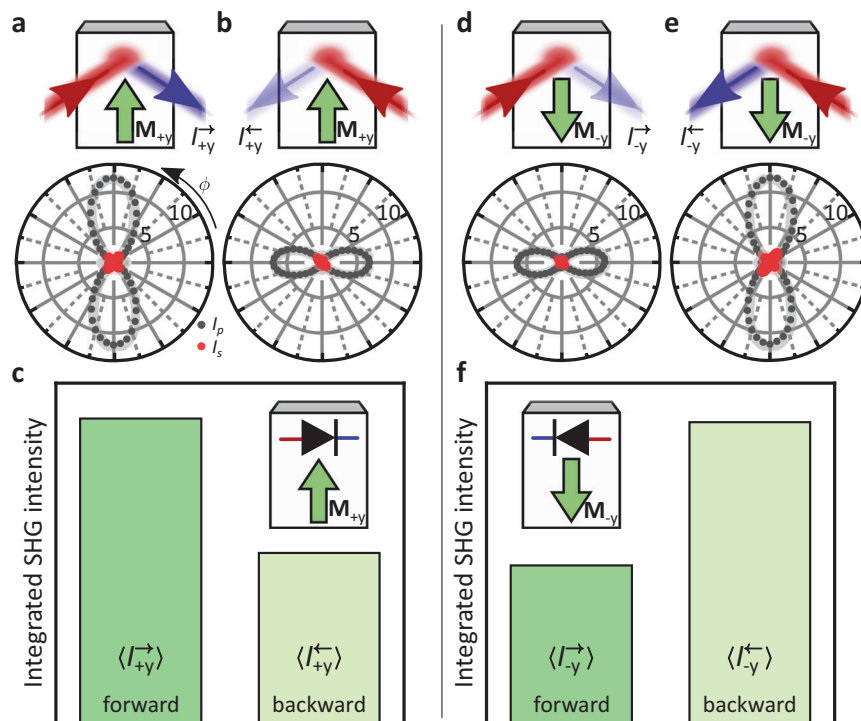 a
b
d
e
M+y
I→+y
I←+y
M+y
M-y
I→-y
I←-y
M-y
ϕ
10
5
10
5
10
5
10
5
Ip
Is
c
f
Integrated SHG intensity
M+y
⟨I→+y⟩
forward
⟨I←+y⟩
backward
Integrated SHG intensity
M-y
⟨I→-y⟩
forward
⟨I←-y⟩
backward